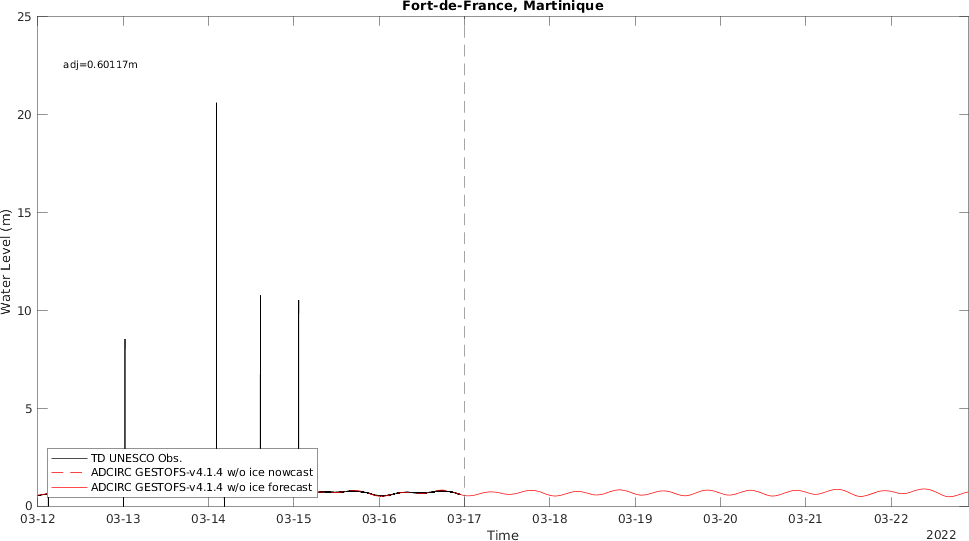 Fort-de-France, Martinique
25
adj=0.60117m
20
15
Water Level (m)
10
5
TD UNESCO Obs.
ADCIRC GESTOFS-v4.1.4 w/o ice nowcast
ADCIRC GESTOFS-v4.1.4 w/o ice forecast
0
03-12 03-13 03-14 03-15 03-16 03-17 03-18 03-19 03-20 03-21 03-22
Time
2022